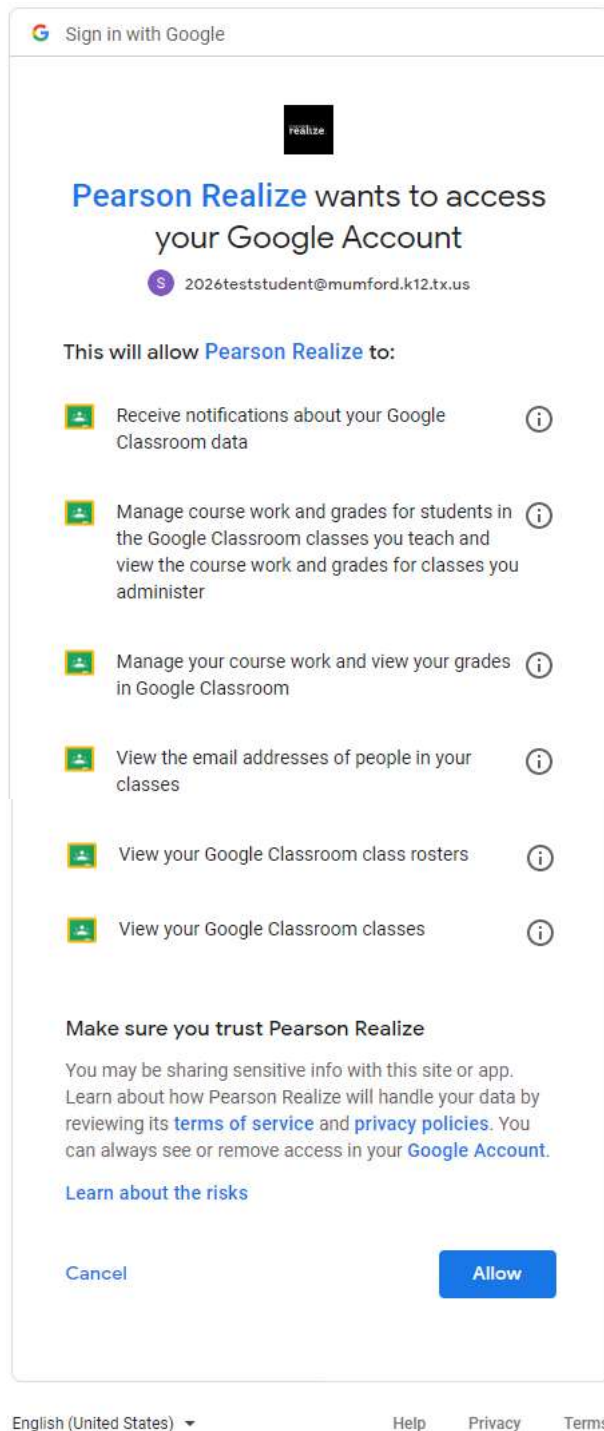 Sign in with Google
realize
Pearson Realize wants to access
your Google Account
S 2026teststudent@mumford.k12.tx.us
This will allow Pearson Realize to:
Receive notifications about your Google
Classroom data
Manage course work and grades for students in
the Google Classroom classes you teach and
view the course work and grades for classes you
administer
Manage your course work and view your grades
in Google Classroom
View the email addresses of people in your
classes
View your Google Classroom class rosters
View your Google Classroom classes
Make sure you trust Pearson Realize
You may be sharing sensitive info with this site or app.
Learn about how Pearson Realize will handle your data by
reviewing its terms of service and privacy policies. You
can always see or remove access in your Google Account.
Learn about the risks
Cancel Allow
English (United States) Help Privacy Terms